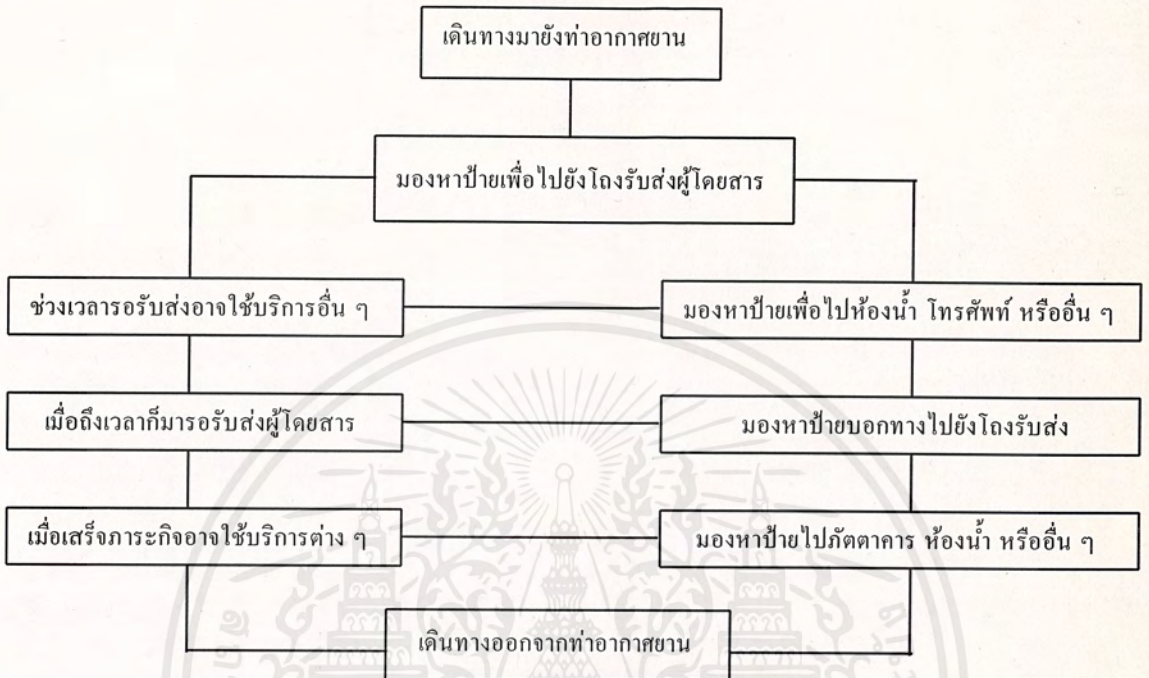 เดินทางมายังท่าอากาศยาน
มองหาป้ายเพื่อไปยังโถงรับส่งผู้โดยสาร
ช่วงเวลารอรับส่งอาจใช้บริการอื่น ๆ
มองหาป้ายเพื่อไปห้องน้ำ โทรศัพท์ หรืออื่น ๆ
เมื่อถึงเวลาก็มารอรับส่งผู้โดยสาร
มองหาป้ายบอกทางไปยังโถงรับส่ง
เมื่อเสร็จภาระกิจอาจใช้บริการต่าง ๆ
มองหาป้ายไปภัตตาคาร ห้องน้ำ หรืออื่น ๆ
เดินทางออกจากท่าอากาศยาน